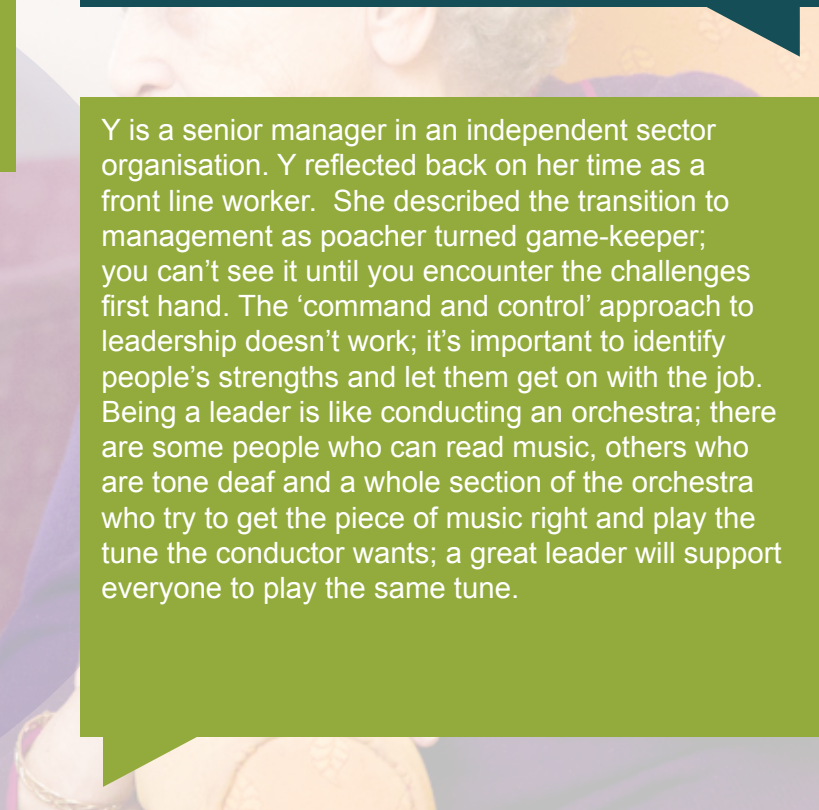 Y is a senior manager in an independent sector
organisation. Y reflected back on her time as a
front line worker.  She described the transition to
management as poacher turned game-keeper;
you can’t see it until you encounter the challenges
first hand. The ‘command and control’ approach to
leadership doesn’t work; it’s important to identify
people’s strengths and let them get on with the job.
Being a leader is like conducting an orchestra; there
are some people who can read music, others who
are tone deaf and a whole section of the orchestra
who try to get the piece of music right and play the
tune the conductor wants; a great leader will support
everyone to play the same tune.